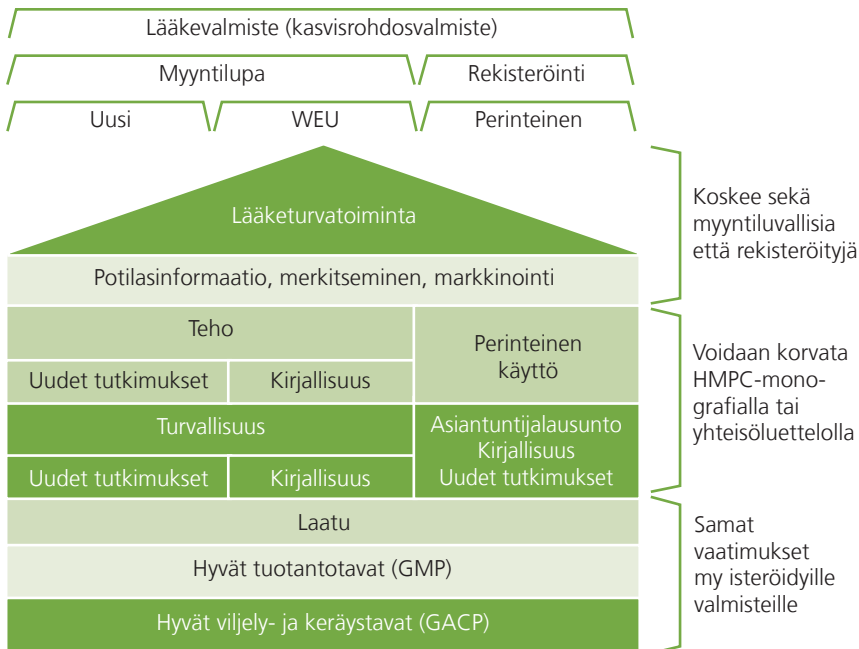 Lääkevalmiste (kasvisrohdosvalmiste)
Myyntilupa
Rekisteröinti
Uusi
WEU
Perinteinen
Lääketurvatoiminta
Potilasinformaatio, merkitseminen, markkinointi
Koskee sekä
myyntiluvallisia
että rekisteröityjä
Teho
Uudet tutkimukset
Kirjallisuus
Perinteinen
käyttö
Turvallisuus
Uudet tutkimukset
Kirjallisuus
Asiantuntijalausunto
Kirjallisuus
Uudet tutkimukset
Voidaan korvata
HMPC-mono-
grafialla tai
yhteisöluettelolla
Laatu
Hyvät tuotantotavat (GMP)
Hyvät viljely- ja keräystavat (GACP)
Samat
vaatimukset
my isteröidyille
valmisteille